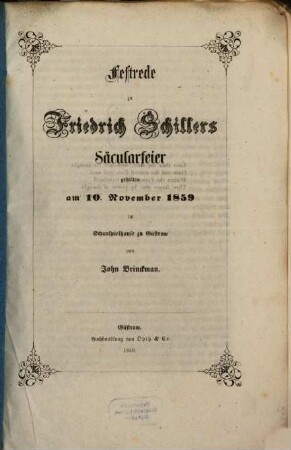 Festrede
zu
Friedrich Schillers
Säcularfeier
gehalten
am 10. November 1859
im
Schauspielhause zu Güstrow
von
John Brinckman.
Güstrow.
Buchhandlung von Opitz & Co.